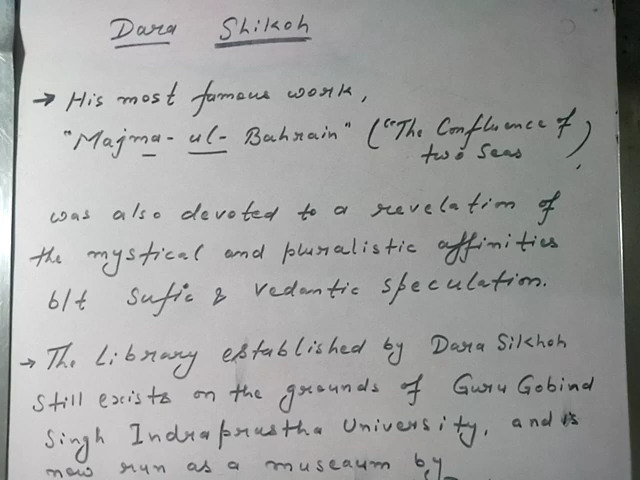 Dara Shikoh
→ His most famous work,
"Majma-ul-Bahrain" ("The Confluence of
two Seas),
was also devoted to a revelation of
the mystical and pluralistic affinities
b/t Sufic & Vedantic speculation.
→ The Library established by Dara Sikhoh
still exists on the grounds of Guru Gobind
Singh Indraprastha University, and is
now run as a museaum by